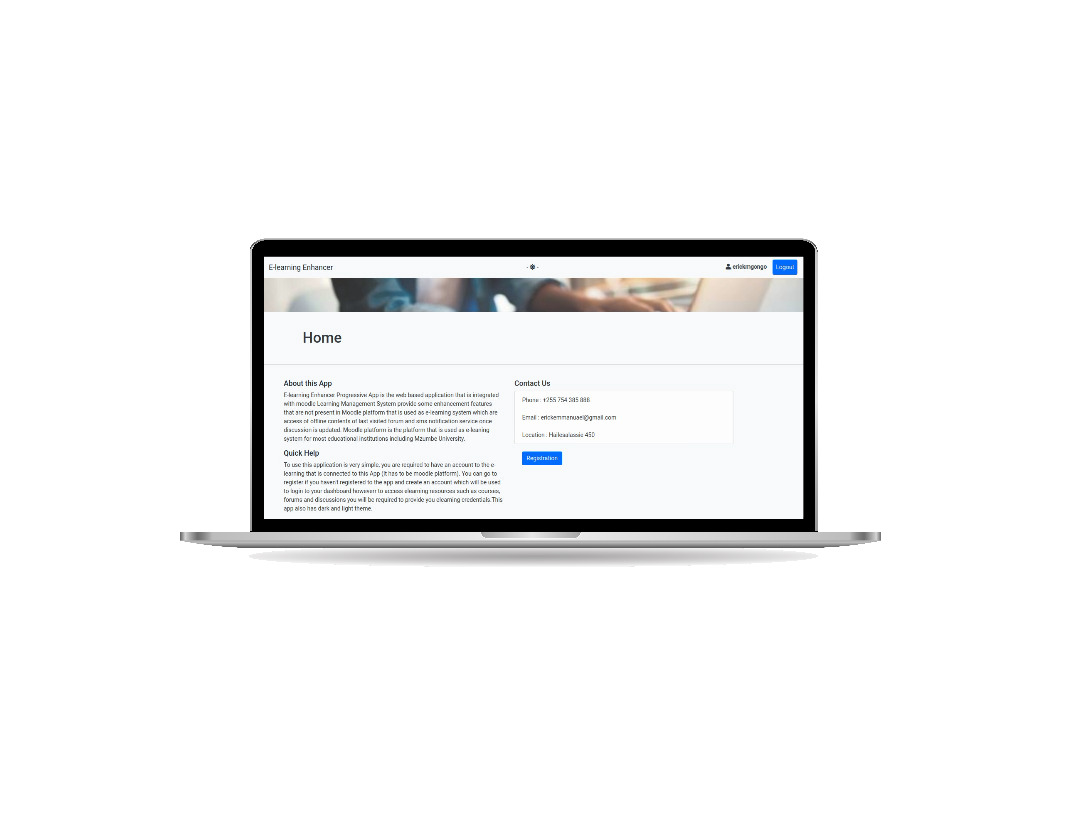 E-learning Enhancer
erickmgongo
Logout
Home
About this App
E-learning Enhancer Progressive App is the web based application that is integrated
with moodle Learning Management System provide some enhancement features
that are not present in Moodle platform that is used as e-learning system which are
access of offline contents of last visited forum and sms notification service once
discussion is updated. Moodle platform is the platform that is used as e-leaning
system for most educational institutions including Mzumbe University.
Quick Help
To use this application is very simple, you are required to have an account to the e-
learning that is connected to this App (it has to be moodle platform). You can go to
register if you haven't registered to the app and create an account which will be used
to login to your dashboard however to access elearning resources such as courses,
forums and discussions you will be required to provide you elearning credentials.This
app also has dark and light theme.
Contact Us
Phone : +255 754 385 888
Email : erickemmanuael@gmail.com
Location : Haileselassie 450
Registration